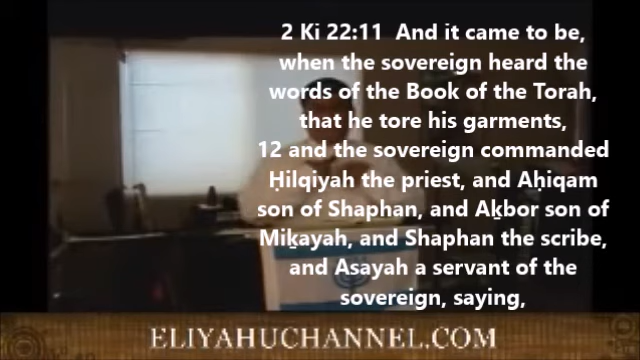 2 Ki 22:11 And it came to be,
when the sovereign heard the
words of the Book of the Torah,
that he tore his garments,
12 and the sovereign commanded
Ḥilqiyah the priest, and Aḥiqam
son of Shaphan, and Aḵbor son of
Miḵayah, and Shaphan the scribe,
and Asayah a servant of the
sovereign, saying,
ELIYAHUCHANNEL.COM